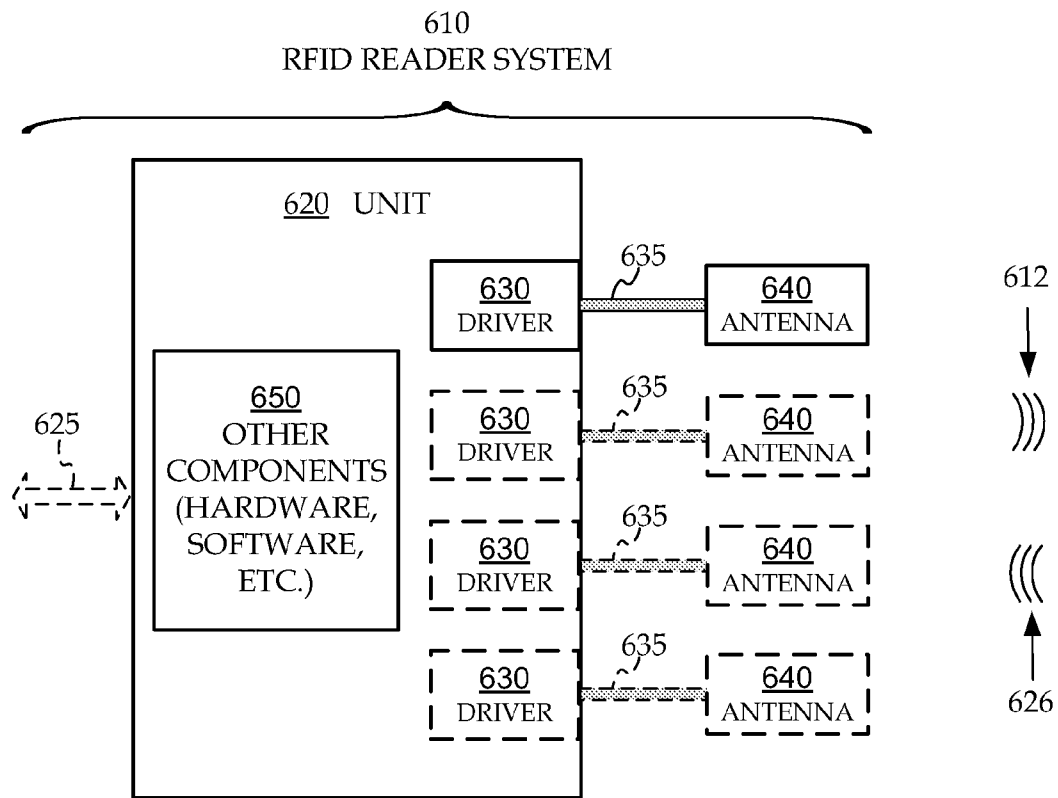 610
RFID READER SYSTEM
620 UNIT
635
630
DRIVER
640
ANTENNA
612
635
630
DRIVER
640
ANTENNA
650
OTHER
COMPONENTS
(HARDWARE,
SOFTWARE,
ETC.)
625
635
630
DRIVER
640
ANTENNA
635
630
DRIVER
640
ANTENNA
626